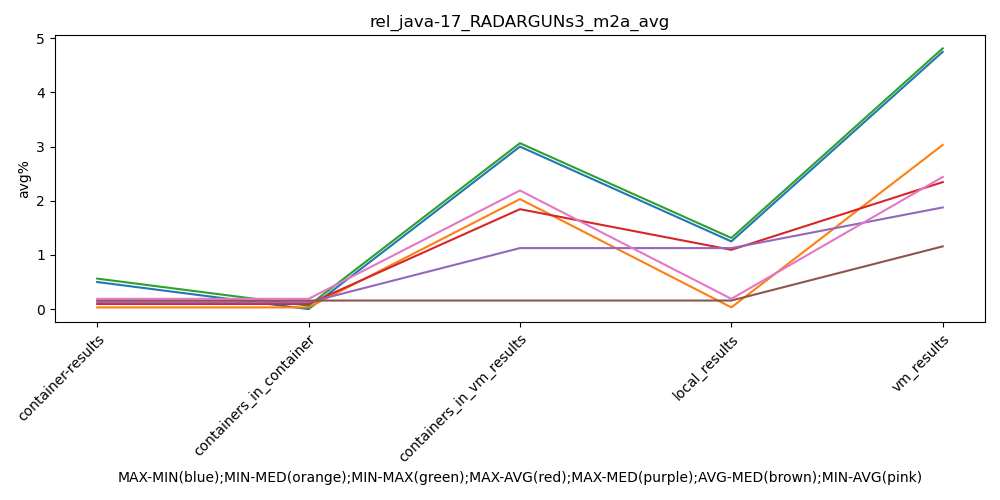 rel_java-17_RADARGUNs3_m2a_avg
5
4
3
2
1
0
avg%
container-results
containers_in_container
containers_in_vm_results
local_results
vm_results
MAX-MIN(blue);MIN-MED(orange);MIN-MAX(green);MAX-AVG(red);MAX-MED(purple);AVG-MED(brown);MIN-AVG(pink)